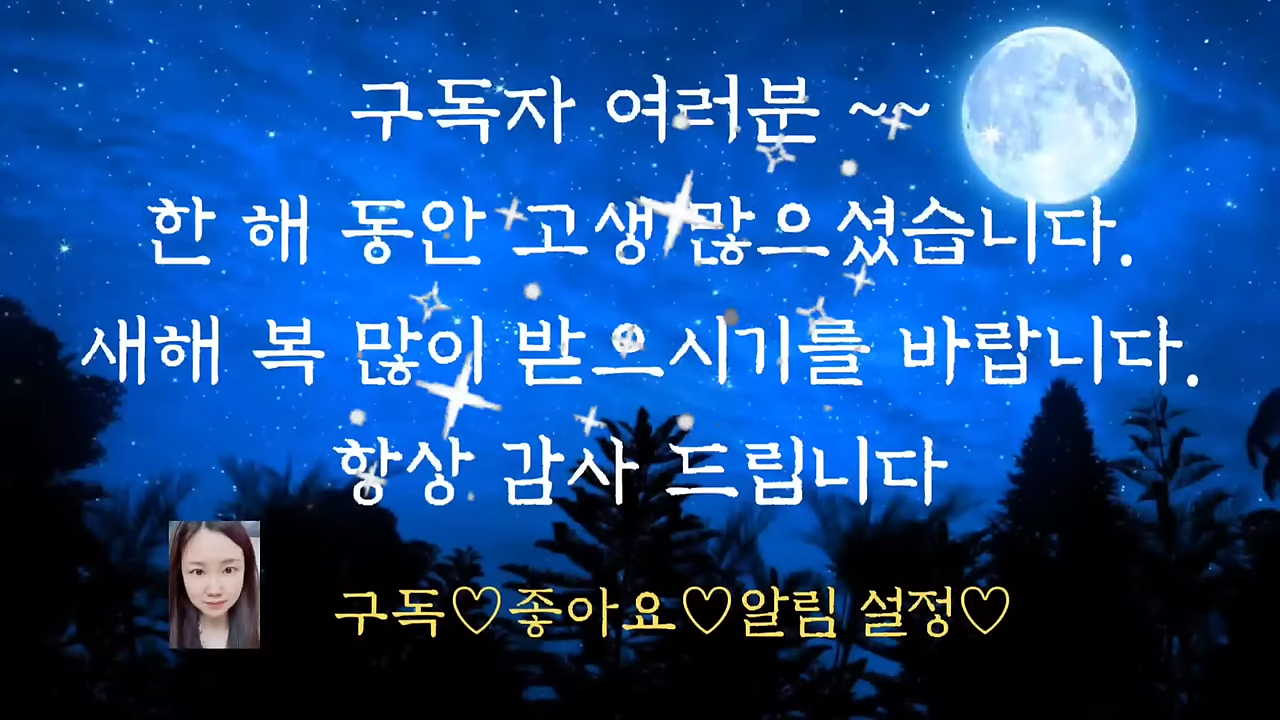 구독자 여러분 ~~
한 해 동안 고생 많으셨습니다.
새해 복 많이 받으시기를 바랍니다.
항상 감사 드립니다
구독♡좋아요♡알림 설정♡